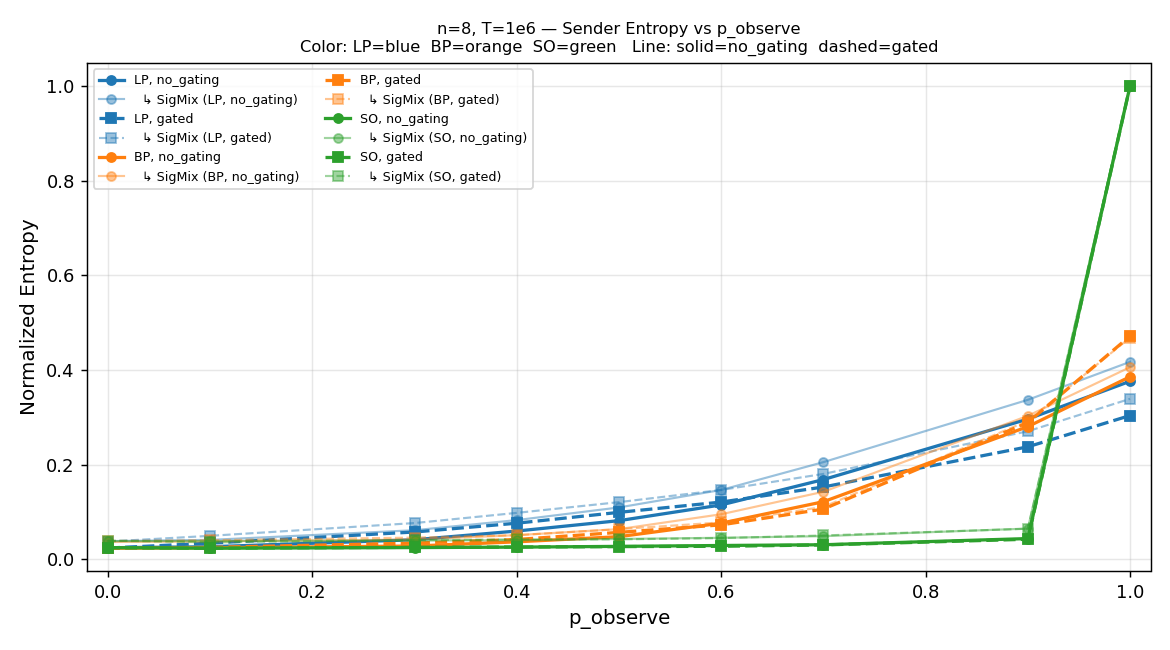 n=8, T=1e6 — Sender Entropy vs p_observe
Color: LP=blue  BP=orange  SO=green   Line: solid=no_gating  dashed=gated
LP, no_gating
↳ SigMix (LP, no_gating)
LP, gated
↳ SigMix (LP, gated)
BP, no_gating
↳ SigMix (BP, no_gating)
BP, gated
↳ SigMix (BP, gated)
SO, no_gating
↳ SigMix (SO, no_gating)
SO, gated
↳ SigMix (SO, gated)
Normalized Entropy
1.0
0.8
0.6
0.4
0.2
0.0
0.0 0.2 0.4 0.6 0.8 1.0
p_observe